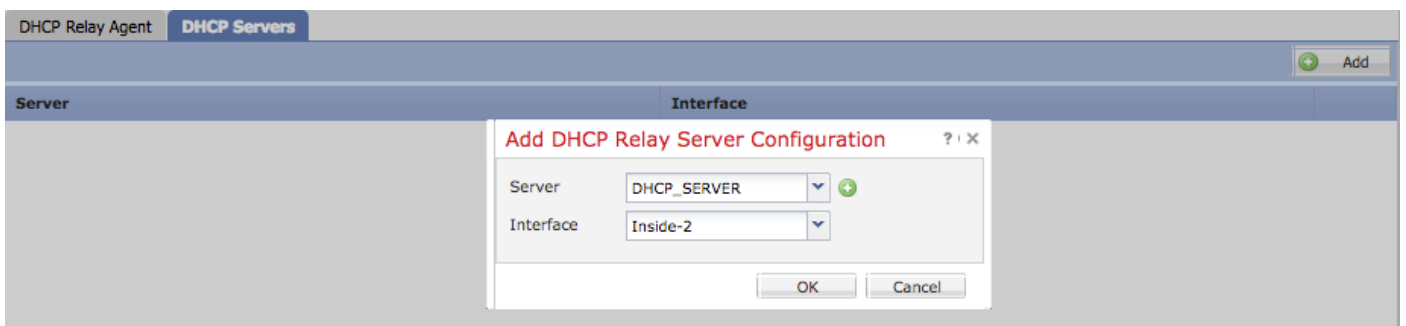 DHCP Relay Agent DHCP Servers
Add
Server Interface
Add DHCP Relay Server Configuration ?
Server DHCP_SERVER
Interface Inside-2
OK Cancel